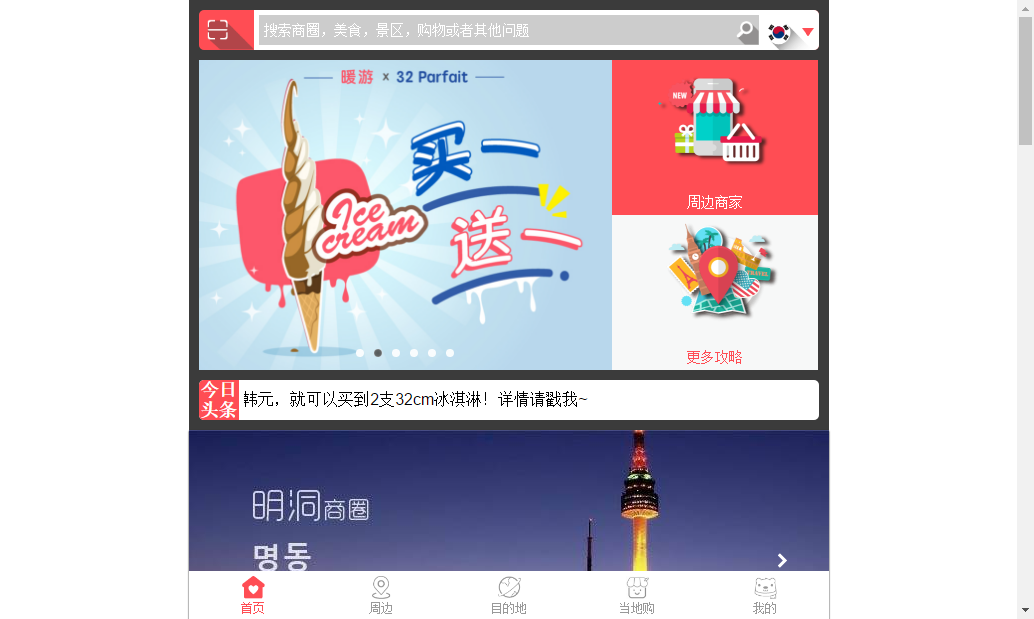 搜索商圈，美食，景区，购物或者其他问题
暖游 x 32 Parfait
买一
送一
Ice
cream
NEW
周边商家
更多攻略
今日
头条
韩元，就可以买到2支32cm冰淇淋！详情请戳我~
明洞商圈
명동
首页
周边
目的地
当地购
我的